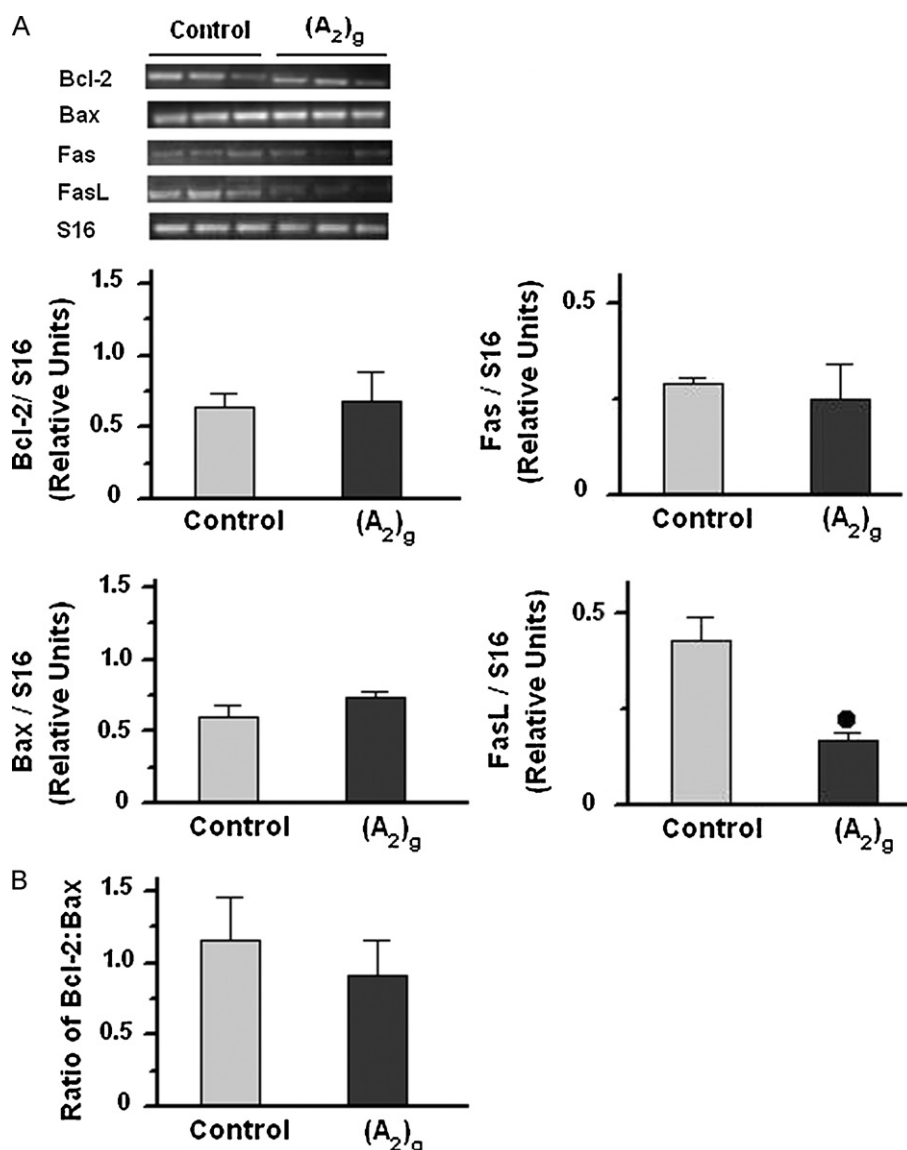 A
Control (A2)g
Bcl-2
Bax
Fas
FasL
S16
Bcl-2/ S16
(Relative Units)
1.5
1.0
0.5
0
Control (A2)g
Fas / S16
(Relative Units)
0.5
0
Control (A2)g
Bax / S16
(Relative Units)
1.5
1.0
0.5
0
Control (A2)g
FasL / S16
(Relative Units)
0.5
0
Control (A2)g
B
Ratio of Bcl-2:Bax
1.5
1.0
0.5
0
Control (A2)g